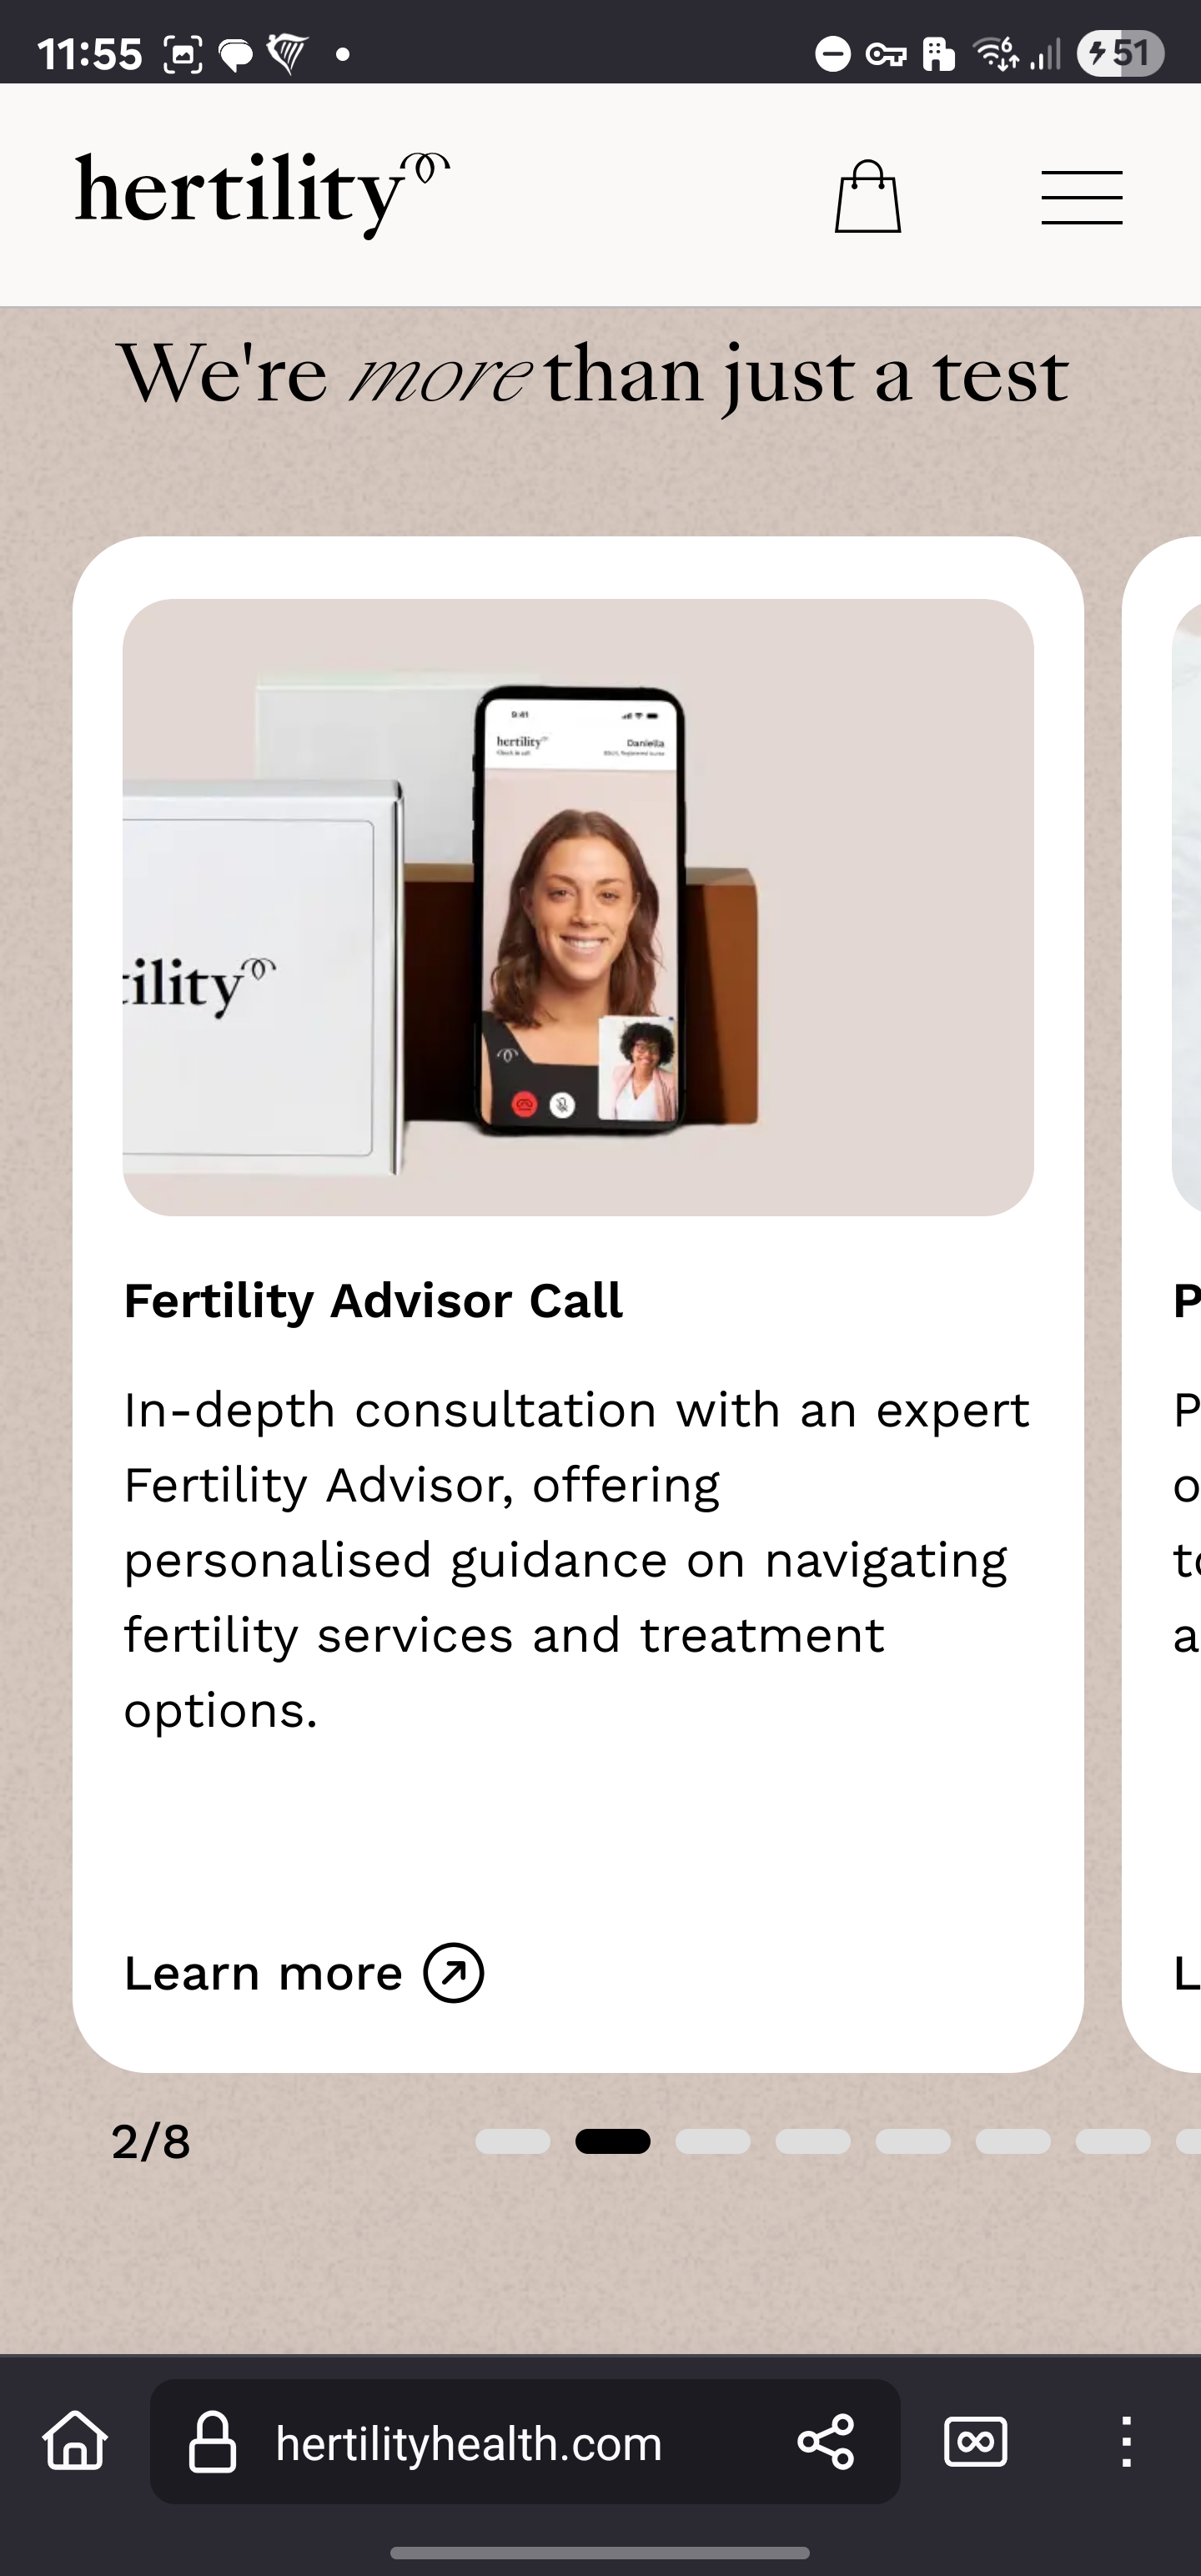 11:55
6
51
hertility
We're more than just a test
9:41
hertility
Daniella
tility
Fertility Advisor Call
P
In-depth consultation with an expert
P
Fertility Advisor, offering
o
personalised guidance on navigating
to
fertility services and treatment
a
options.
Learn more
L
2/8
hertilityhealth.com